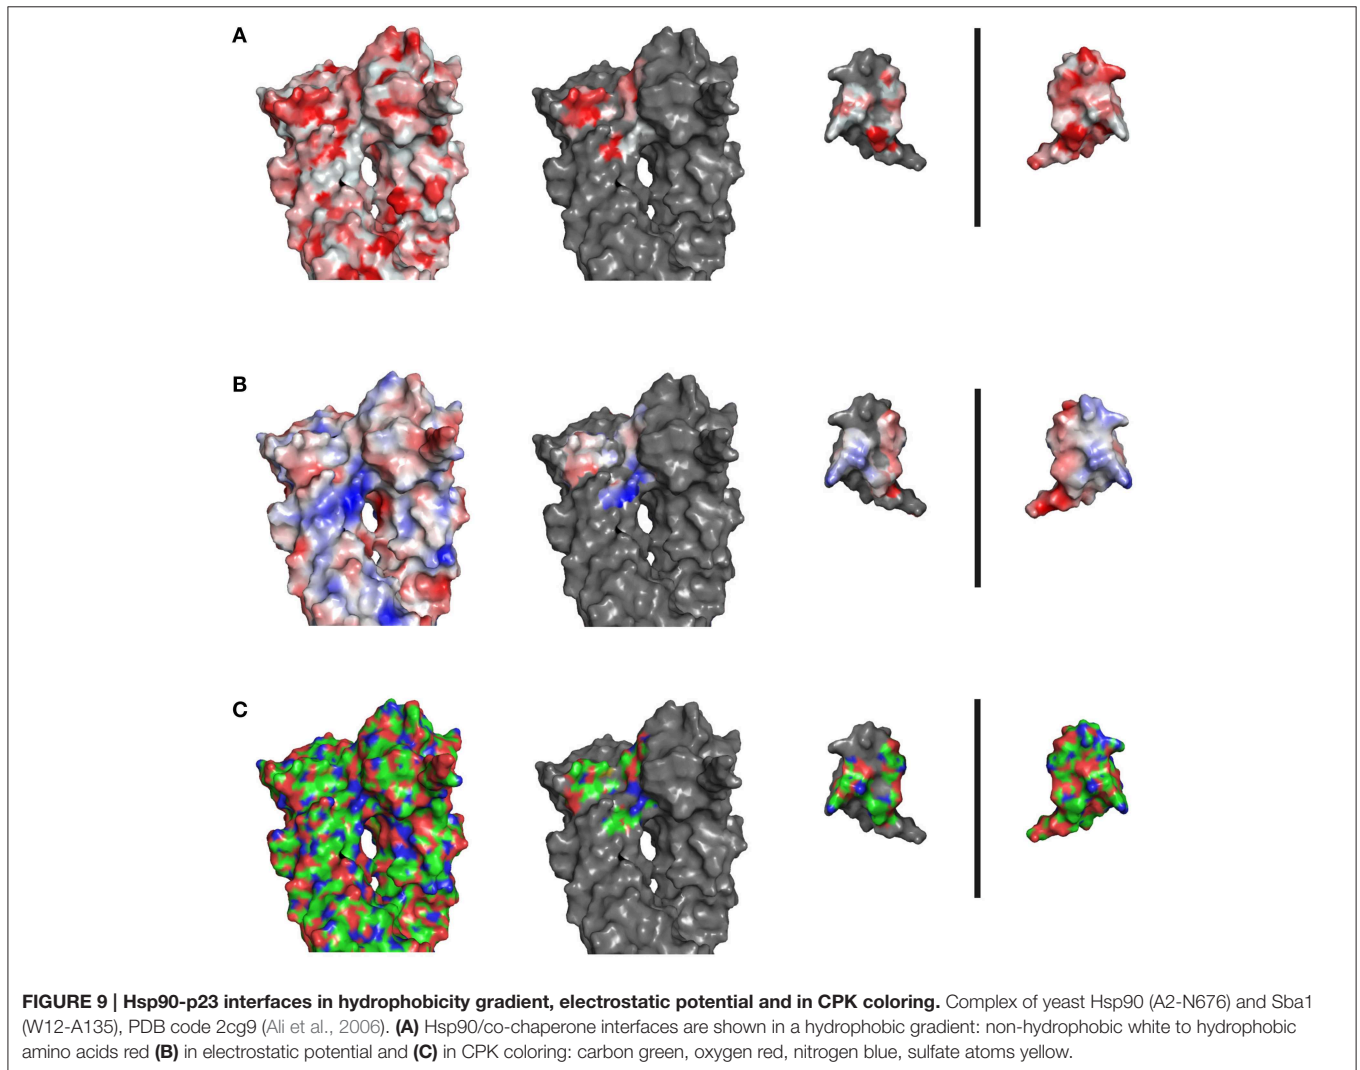 A
B
C
FIGURE 9 | Hsp90-p23 interfaces in hydrophobicity gradient, electrostatic potential and in CPK coloring. Complex of yeast Hsp90 (A2-N676) and Sba1
(W12-A135), PDB code 2cg9 (Ali et al., 2006). (A) Hsp90/co-chaperone interfaces are shown in a hydrophobic gradient: non-hydrophobic white to hydrophobic
amino acids red (B) in electrostatic potential and (C) in CPK coloring: carbon green, oxygen red, nitrogen blue, sulfate atoms yellow.